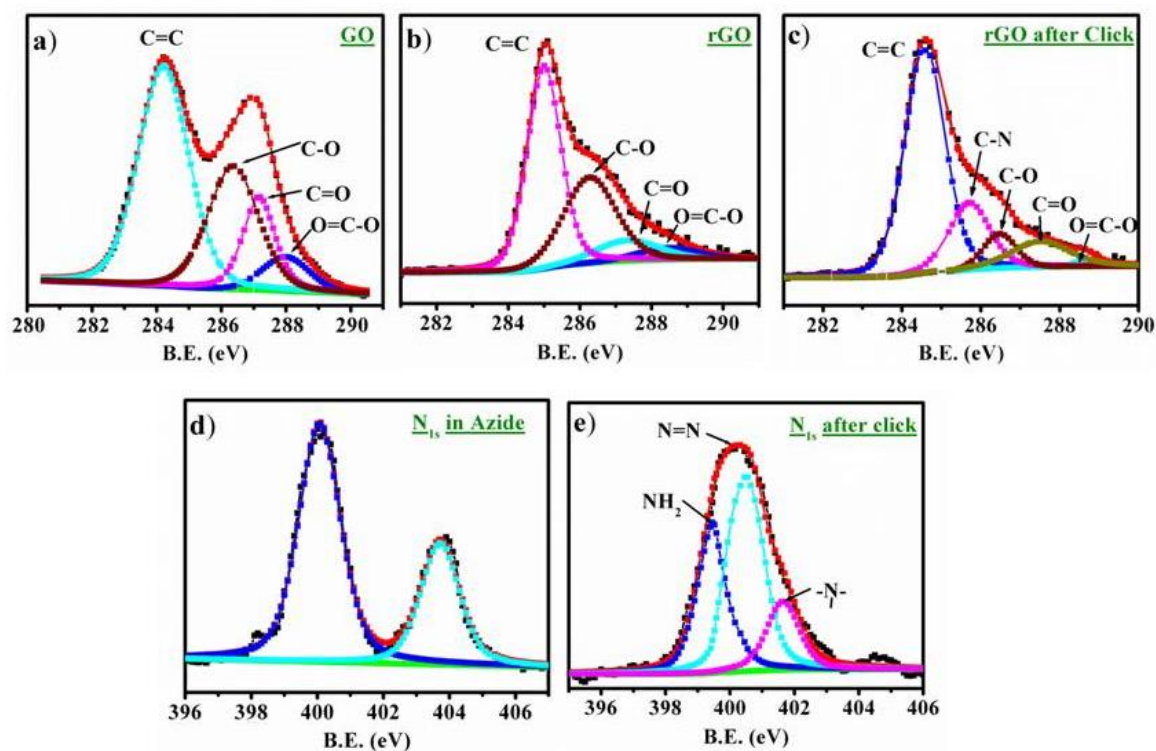 a)
C=C
GO
C-O
C=O
O=C-O
280 282 284 286 288 290
B.E. (eV)
b)
C=C
rGO
C-O
C=O
O=C-O
282 284 286 288 290
B.E. (eV)
c)
C=C
rGO after Click
C-N
C-O
C=O
O=C-O
282 284 286 288 290
B.E. (eV)
d)
N1s in Azide
396 398 400 402 404 406
B.E. (eV)
e)
N=N
N1s after click
NH2
-N-
396 398 400 402 404 406
B.E. (eV)